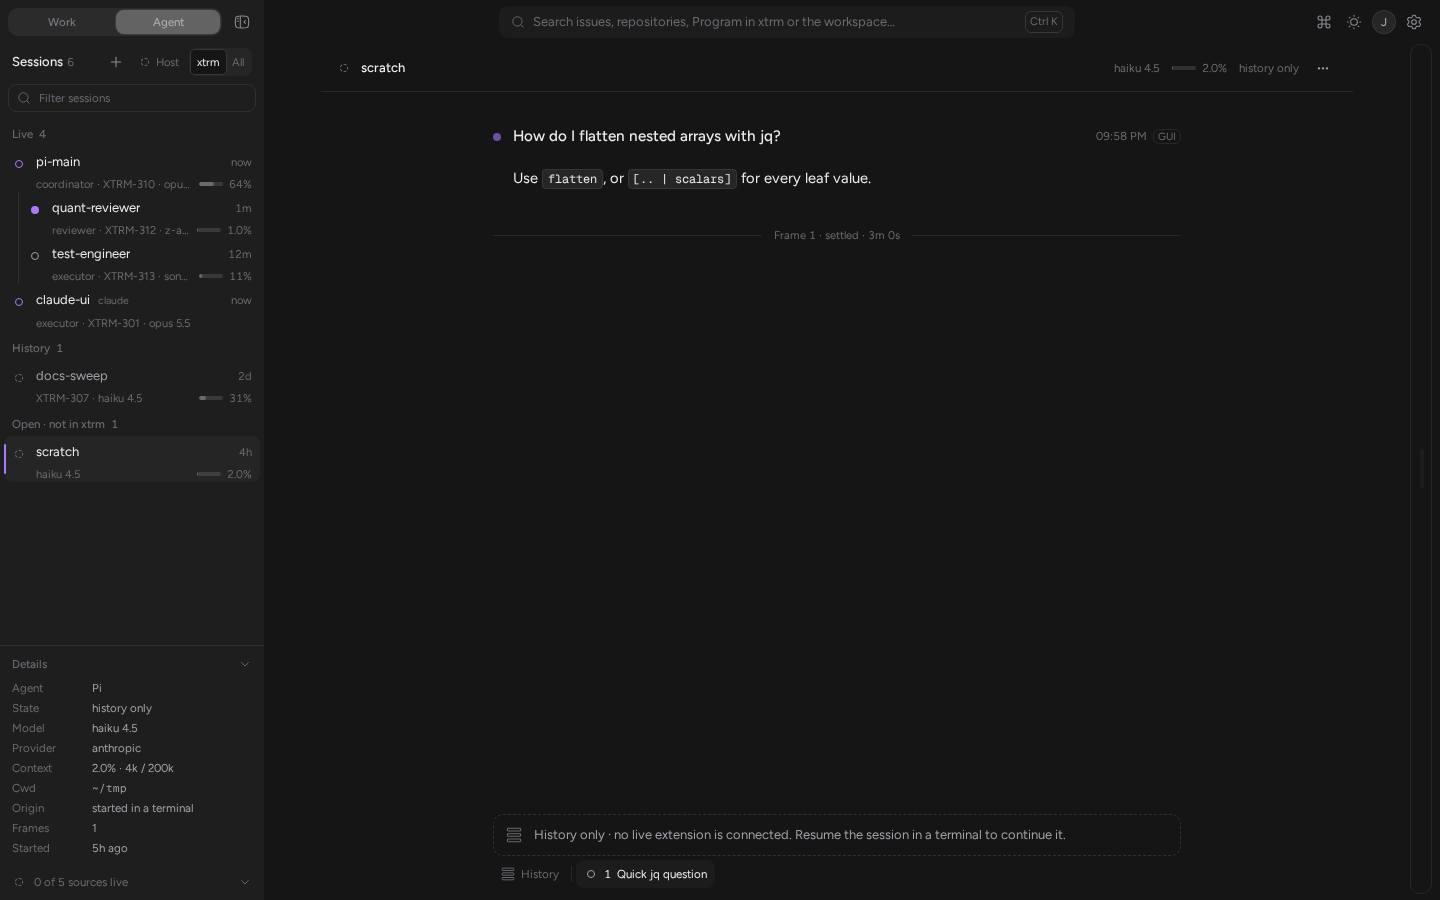 Work Agent
Search issues, repositories, Program in xtrm or the workspace... Ctrl K
J
Sessions 6 Host xtrm All
Filter sessions
Live 4
pi-main now
coordinator · XTRM-310 · opu... 64%
quant-reviewer 1m
reviewer · XTRM-312 · z-a... 1.0%
test-engineer 12m
executor · XTRM-313 · son... 11%
claude-ui claude now
executor · XTRM-301 · opus 5.5
History 1
docs-sweep 2d
XTRM-307 · haiku 4.5 31%
Open · not in xtrm 1
scratch 4h
haiku 4.5 2.0%
Details
Agent Pi
State history only
Model haiku 4.5
Provider anthropic
Context 2.0% · 4k / 200k
Cwd ~/tmp
Origin started in a terminal
Frames 1
Started 5h ago
0 of 5 sources live
scratch haiku 4.5 2.0% history only
How do I flatten nested arrays with jq? 09:58 PM GUI
Use flatten, or [.. | scalars] for every leaf value.
Frame 1 · settled · 3m 0s
History only · no live extension is connected. Resume the session in a terminal to continue it.
History 1 Quick jq question